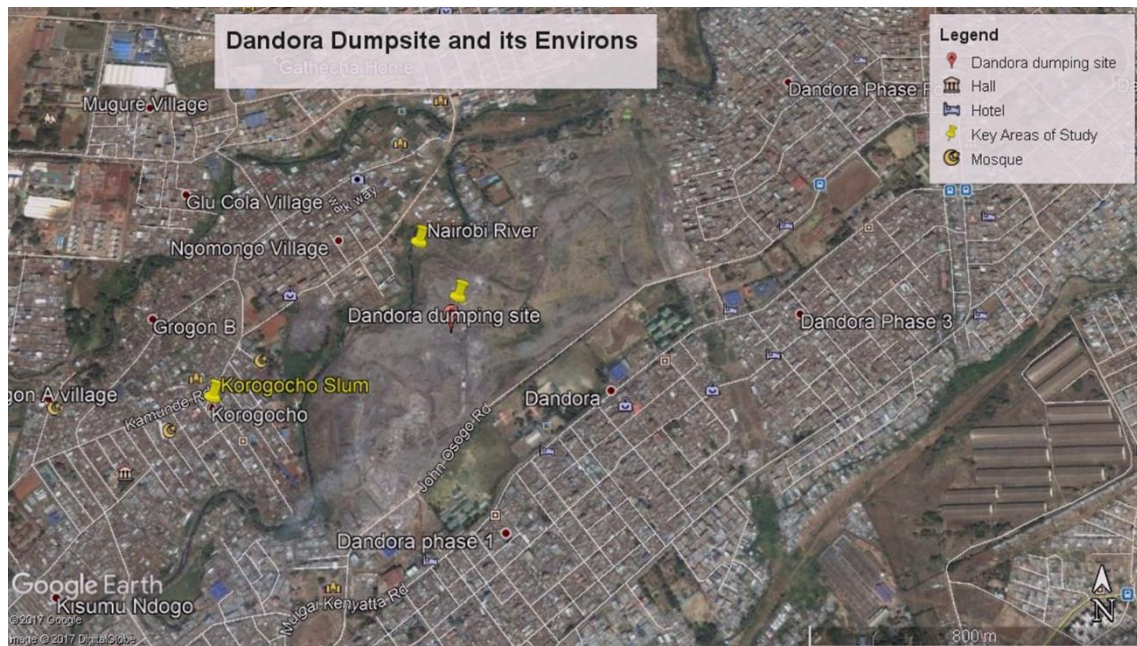 Dandora Dumpsite and its Environs
Gathecha Home
Legend
Dandora dumping site
Hall
Hotel
Key Areas of Study
Mosque
Mugure Village
Dandora Phase
Glu Cola Village
Ngomongo Village
Nairobi River
Grogon B
Dandora dumping site
Dandora Phase 3
Korogocho Slum
gon A village
Kamunde Rd
Korogocho
Dandora
John Osogo Rd
Dandora phase 1
Google Earth
Kisumu Ndogo
Mugai Kenyatta Rd
© 2017 Google
Image © 2017 DigitalGlobe
800 m
N